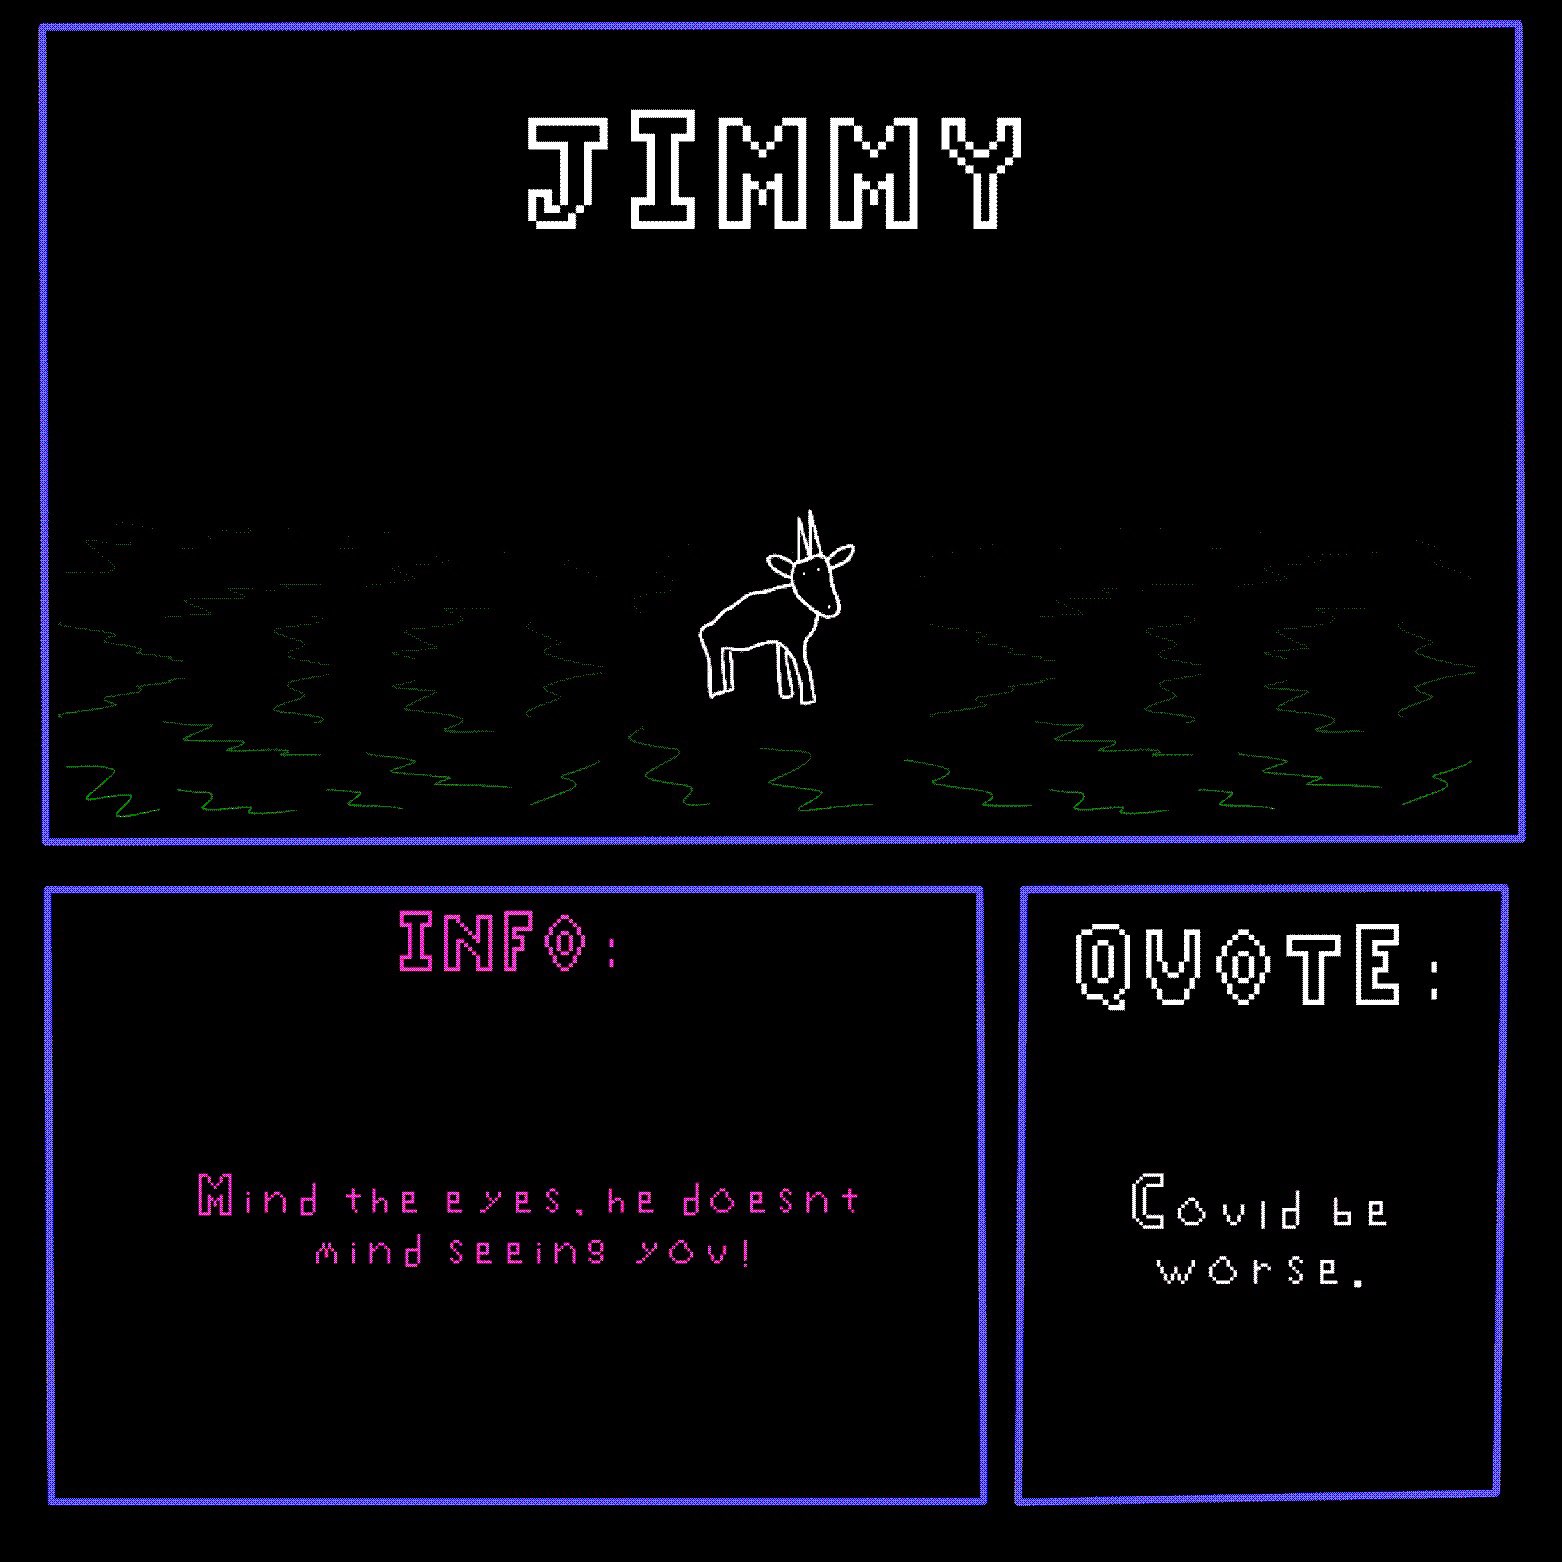 JIMMY
INFO:
Mind the eyes, he doesnt
mind seeing you!
QUOTE:
Could be
worse.